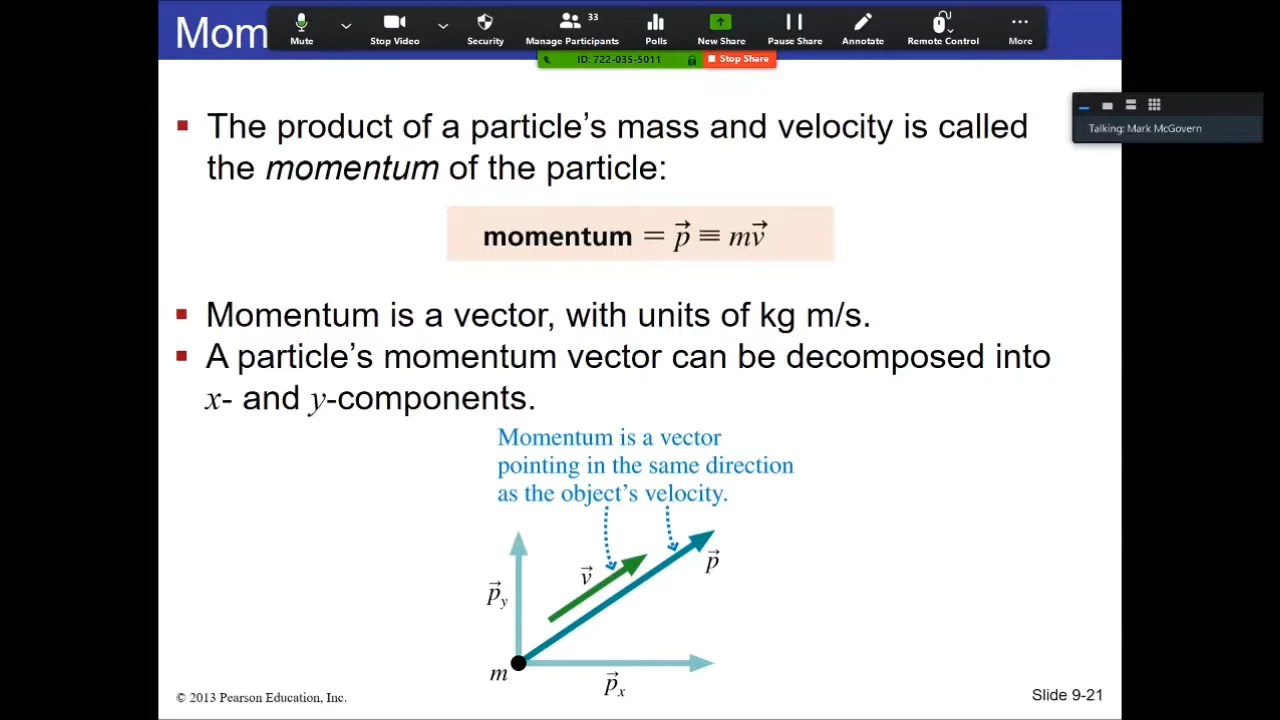 Mom
33
Mute
Stop Video
Security
Manage Participants
Polls
New Share
Pause Share
Annotate
Remote Control
More
ID: 722-035-5011
Stop Share
Talking: Mark McGovern
▪ The product of a particle's mass and velocity is called
the momentum of the particle:
momentum = p⃗ ≡ mv⃗
▪ Momentum is a vector, with units of kg m/s.
▪ A particle's momentum vector can be decomposed into
x- and y-components.
Momentum is a vector
pointing in the same direction
as the object's velocity.
v⃗
p⃗
p⃗y
m
p⃗x
© 2013 Pearson Education, Inc.
Slide 9-21